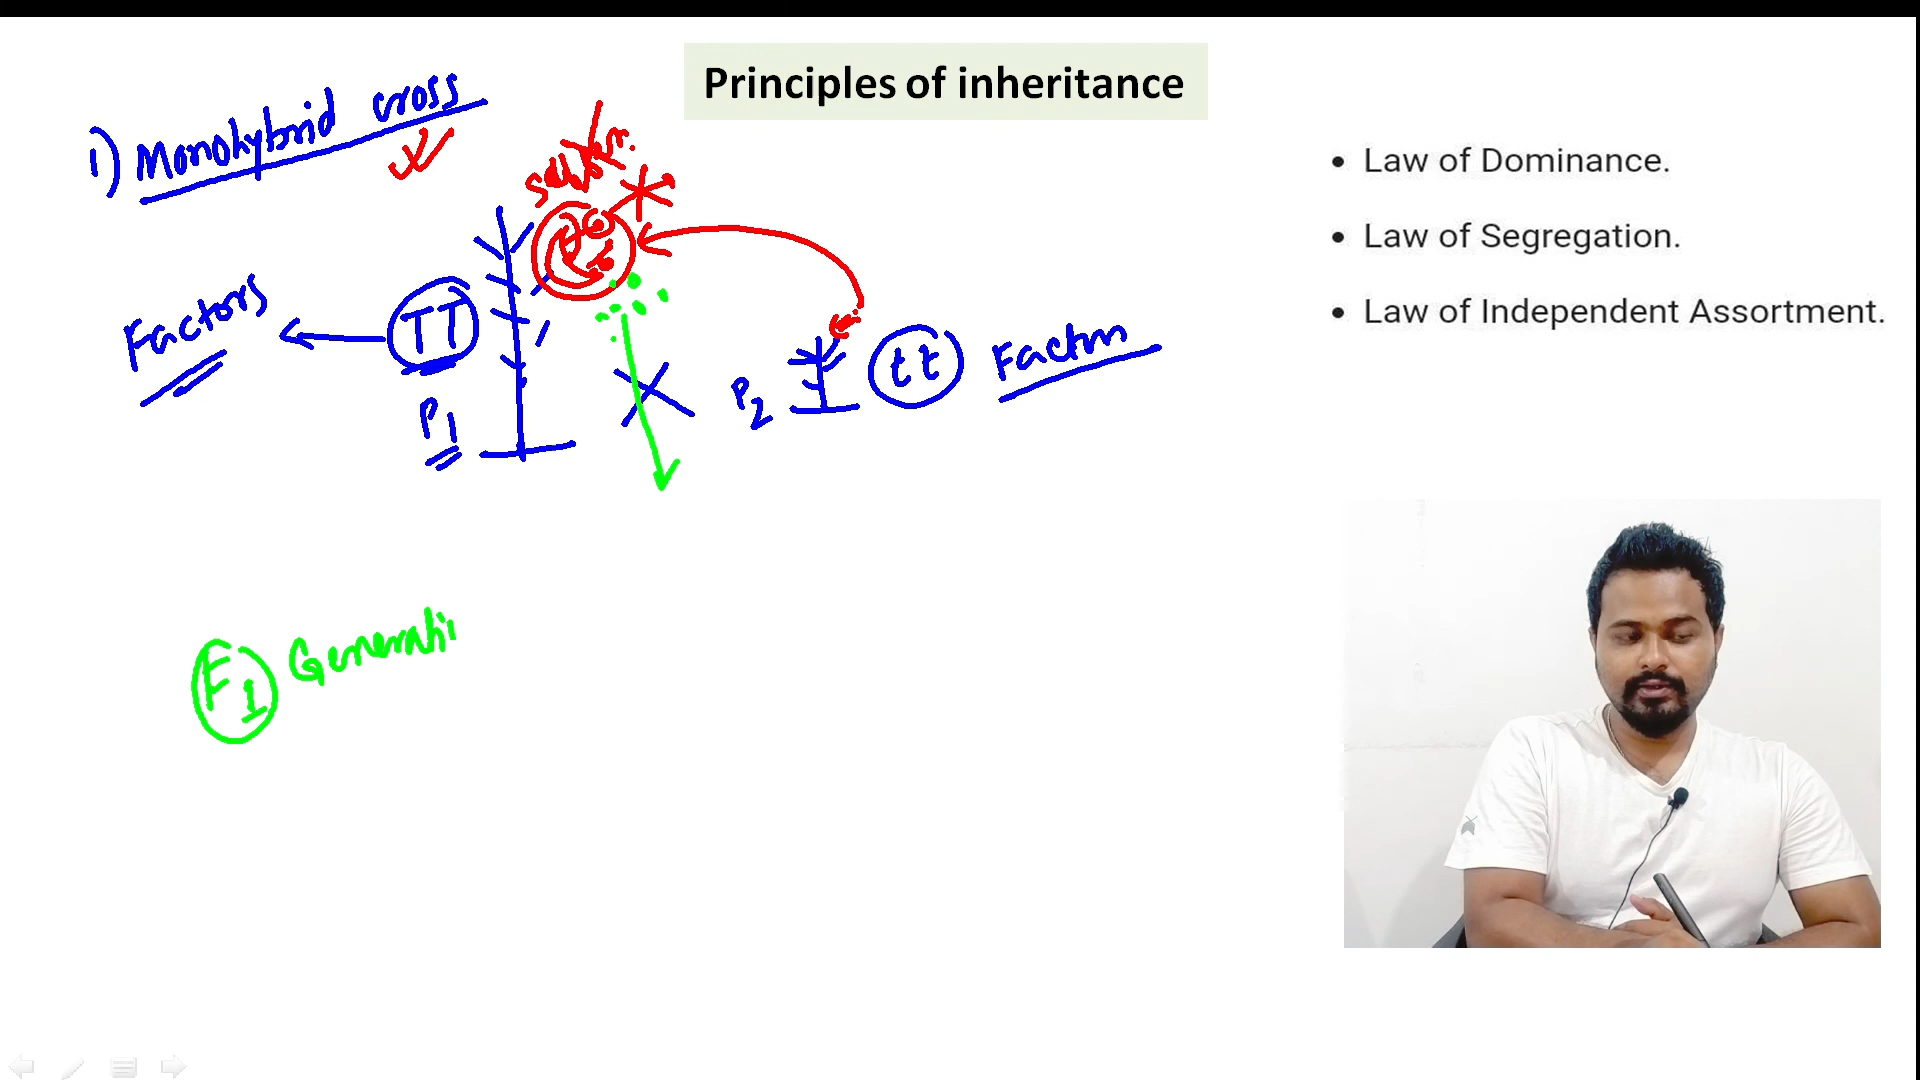 Principles of inheritance
1) Monohybrid cross
• Law of Dominance.
• Law of Segregation.
• Law of Independent Assortment.
Factors
TT
P1
P2
tt
F1 Generati